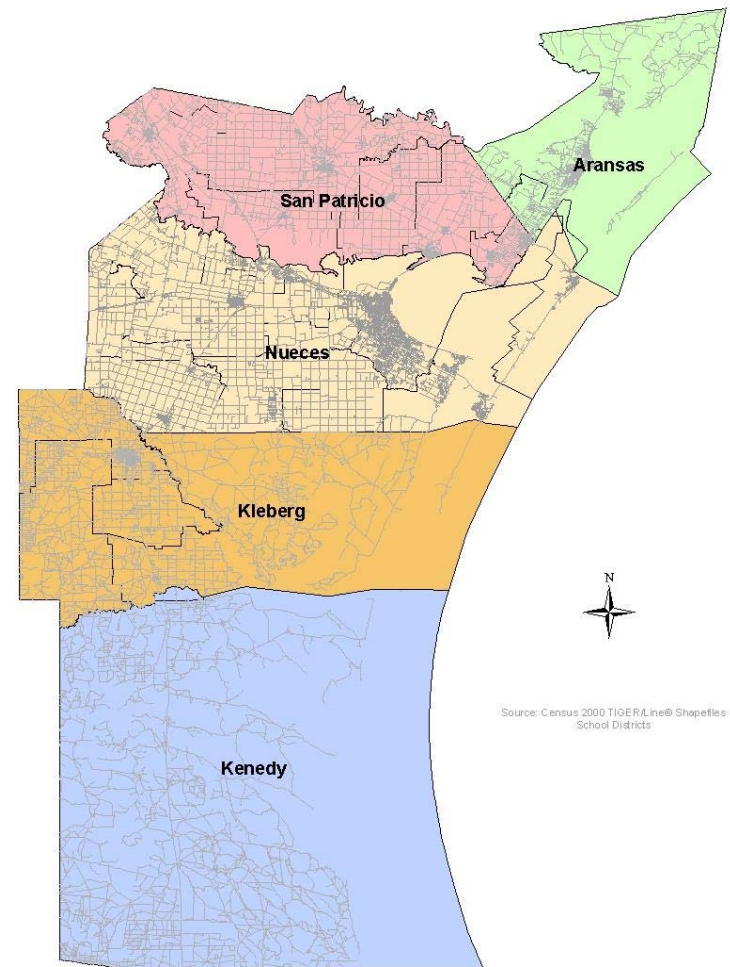 Aransas
San Patricio
Nueces
Kleberg
N
Source: Census 2000 TIGER/Line® Shapefiles
School Districts
Kenedy